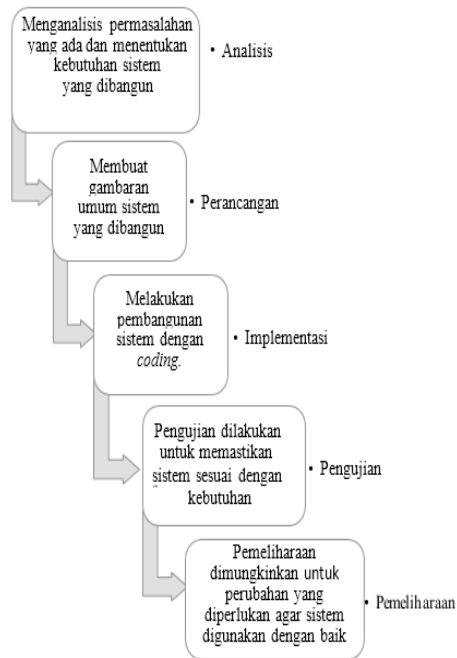 Menganalisis permasalahan
yang ada dan menentukan
kebutuhan sistem
yang dibangun
• Analisis
Membuat
gambaran
umum sistem
yang dibangun
• Perancangan
Melakukan
pembangunan
sistem dengan
coding.
• Implementasi
Pengujian dilakukan
untuk memastikan
sistem sesuai dengan
kebutuhan
• Pengujian
Pemeliharaan
dimungkinkan untuk
perubahan yang
diperlukan agar sistem
digunakan dengan baik
• Pemeliharaan